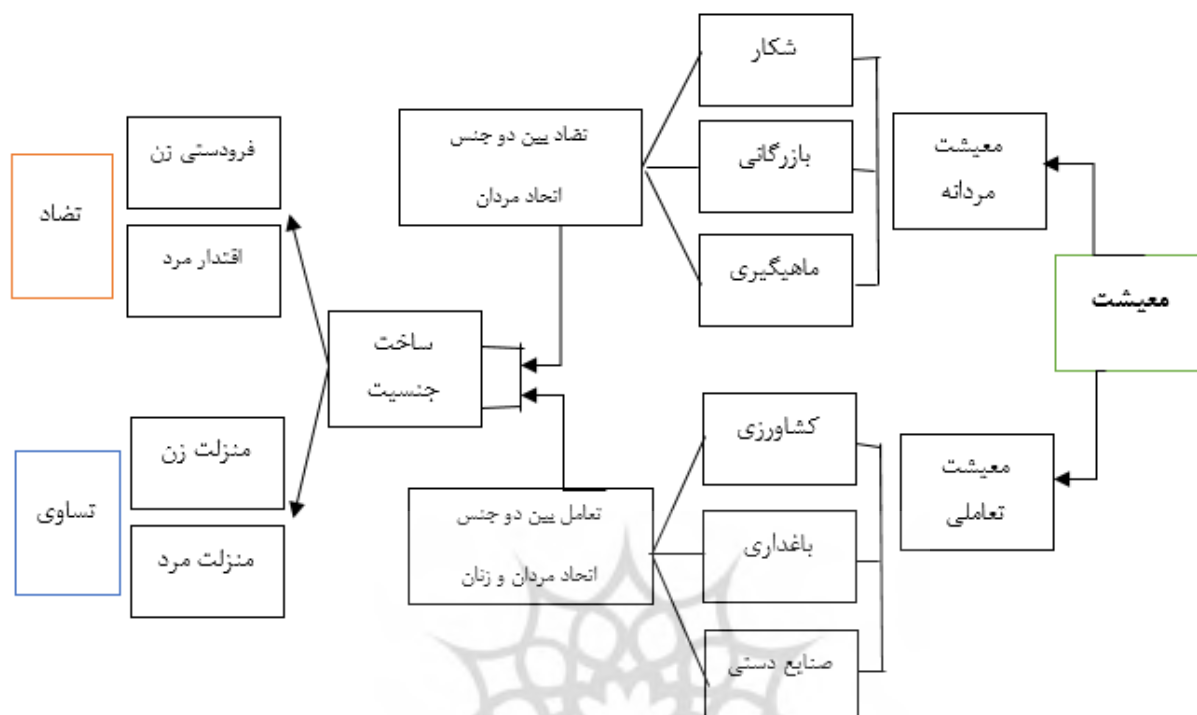 معیشت
معیشت
مردانه
معیشت
تعاملی
شکار
بازرگانی
ماهیگیری
کشاورزی
باغداری
صنایع دستی
تضاد بین دو جنس
اتحاد مردان
تعامل بین دو جنس
اتحاد مردان و زنان
ساخت
جنسیت
فرودستی زن
اقتدار مرد
منزلت زن
منزلت مرد
تضاد
تساوی